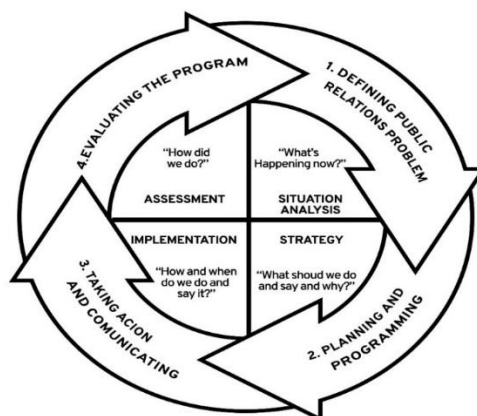 1. DEFINING PUBLIC
RELATIONS PROBLEM
2. PLANNING AND
PROGRAMMING
3. TAKING ACION
AND COMUNICATING
4.EVALUATING THE PROGRAM
"How did
we do?"
ASSESSMENT
"What's
Happening now?"
SITUATION
ANALYSIS
IMPLEMENTATION
"How and when
do we do and
say it?"
STRATEGY
"What shoud we do
and say and why?"